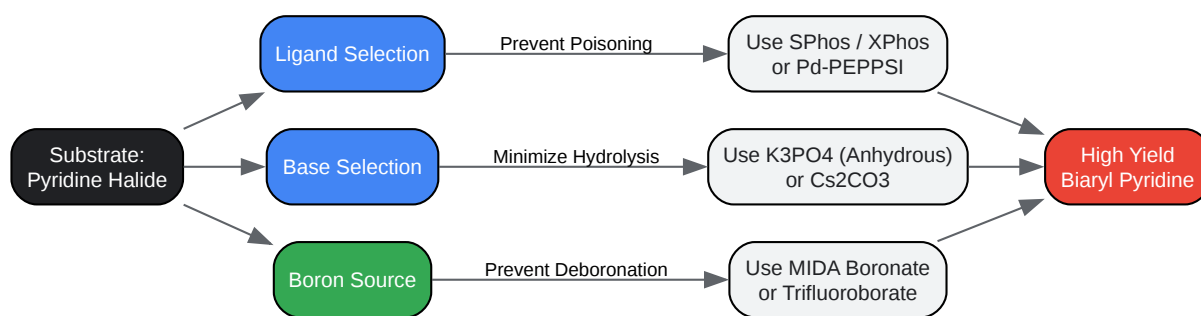 Ligand Selection
Prevent Poisoning
Use SPhos / XPhos
or Pd-PEPPSI
Substrate:
Pyridine Halide
Base Selection
Minimize Hydrolysis
Use K3PO4 (Anhydrous)
or Cs2CO3
High Yield
Biaryl Pyridine
Boron Source
Prevent Deboronation
Use MIDA Boronate
or Trifluoroborate